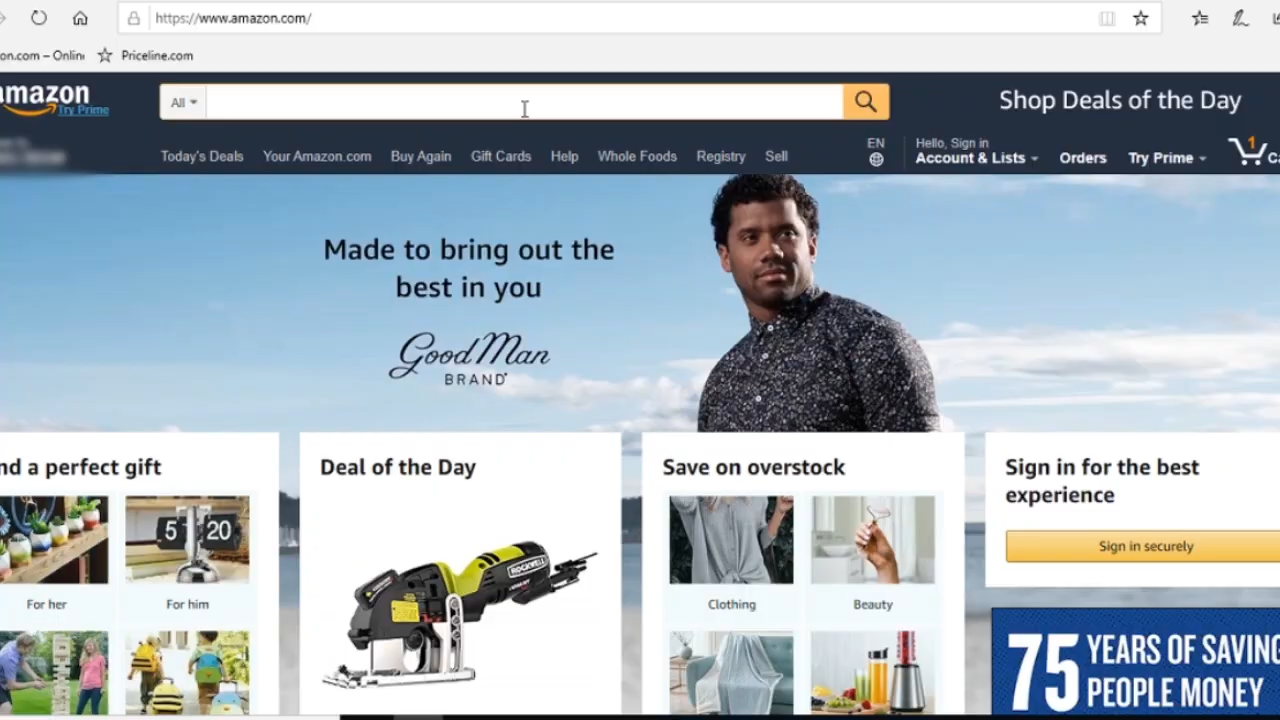 https://www.amazon.com/
on.com – Onlin
Priceline.com
amazon
Try Prime
All
Shop Deals of the Day
Today's Deals
Your Amazon.com
Buy Again
Gift Cards
Help
Whole Foods
Registry
Sell
EN
Hello, Sign in
Account & Lists
Orders
Try Prime
1
Ca
Made to bring out the
best in you
Good Man
BRAND
nd a perfect gift
Deal of the Day
Save on overstock
Sign in for the best
experience
5 20
ROCKWELL
Sign in securely
For her
For him
Clothing
Beauty
75 YEARS OF SAVING
PEOPLE MONEY